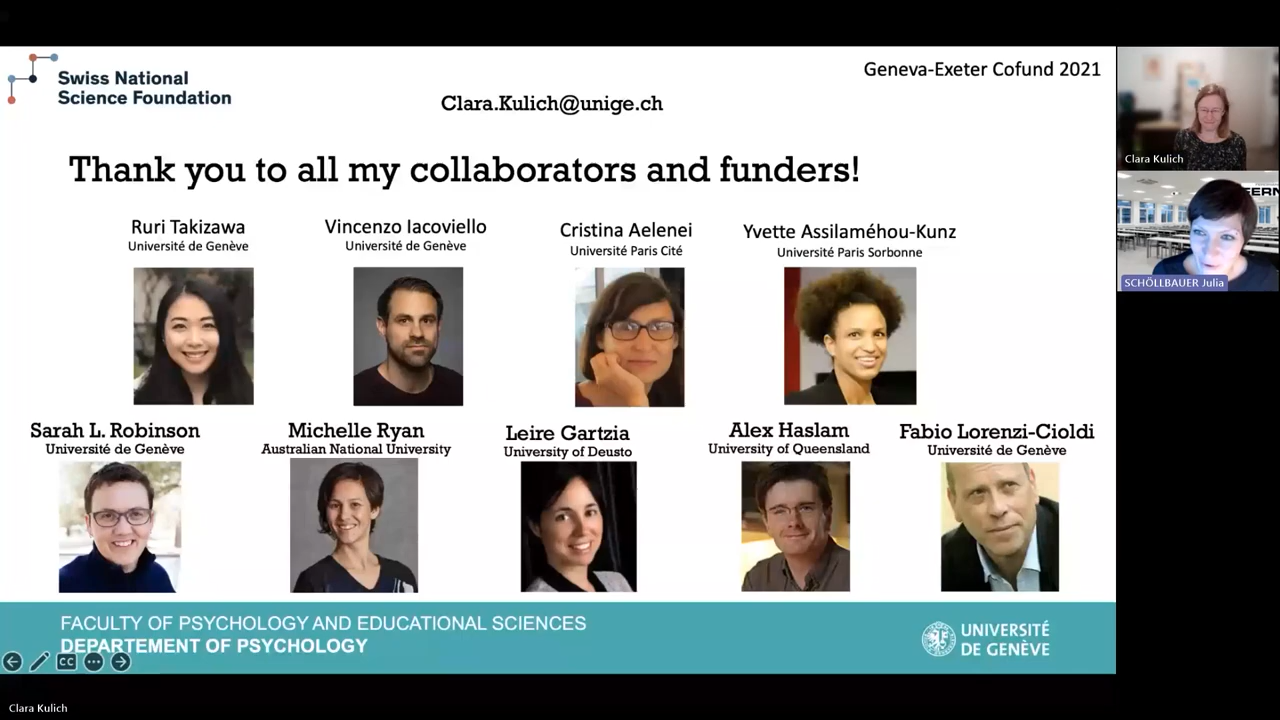 Swiss National
Science Foundation
Geneva-Exeter Cofund 2021
Clara.Kulich@unige.ch
Thank you to all my collaborators and funders!
Ruri Takizawa
Université de Genève
Vincenzo Iacoviello
Université de Genève
Cristina Aelenei
Université Paris Cité
Yvette Assilaméhou-Kunz
Université Paris Sorbonne
Sarah L. Robinson
Université de Genève
Michelle Ryan
Australian National University
Leire Gartzia
University of Deusto
Alex Haslam
University of Queensland
Fabio Lorenzi-Cioldi
Université de Genève
FACULTY OF PSYCHOLOGY AND EDUCATIONAL SCIENCES
DEPARTEMENT OF PSYCHOLOGY
UNIVERSITÉ
DE GENÈVE
CC
Clara Kulich
SCHÖLLBAUER Julia
Clara Kulich